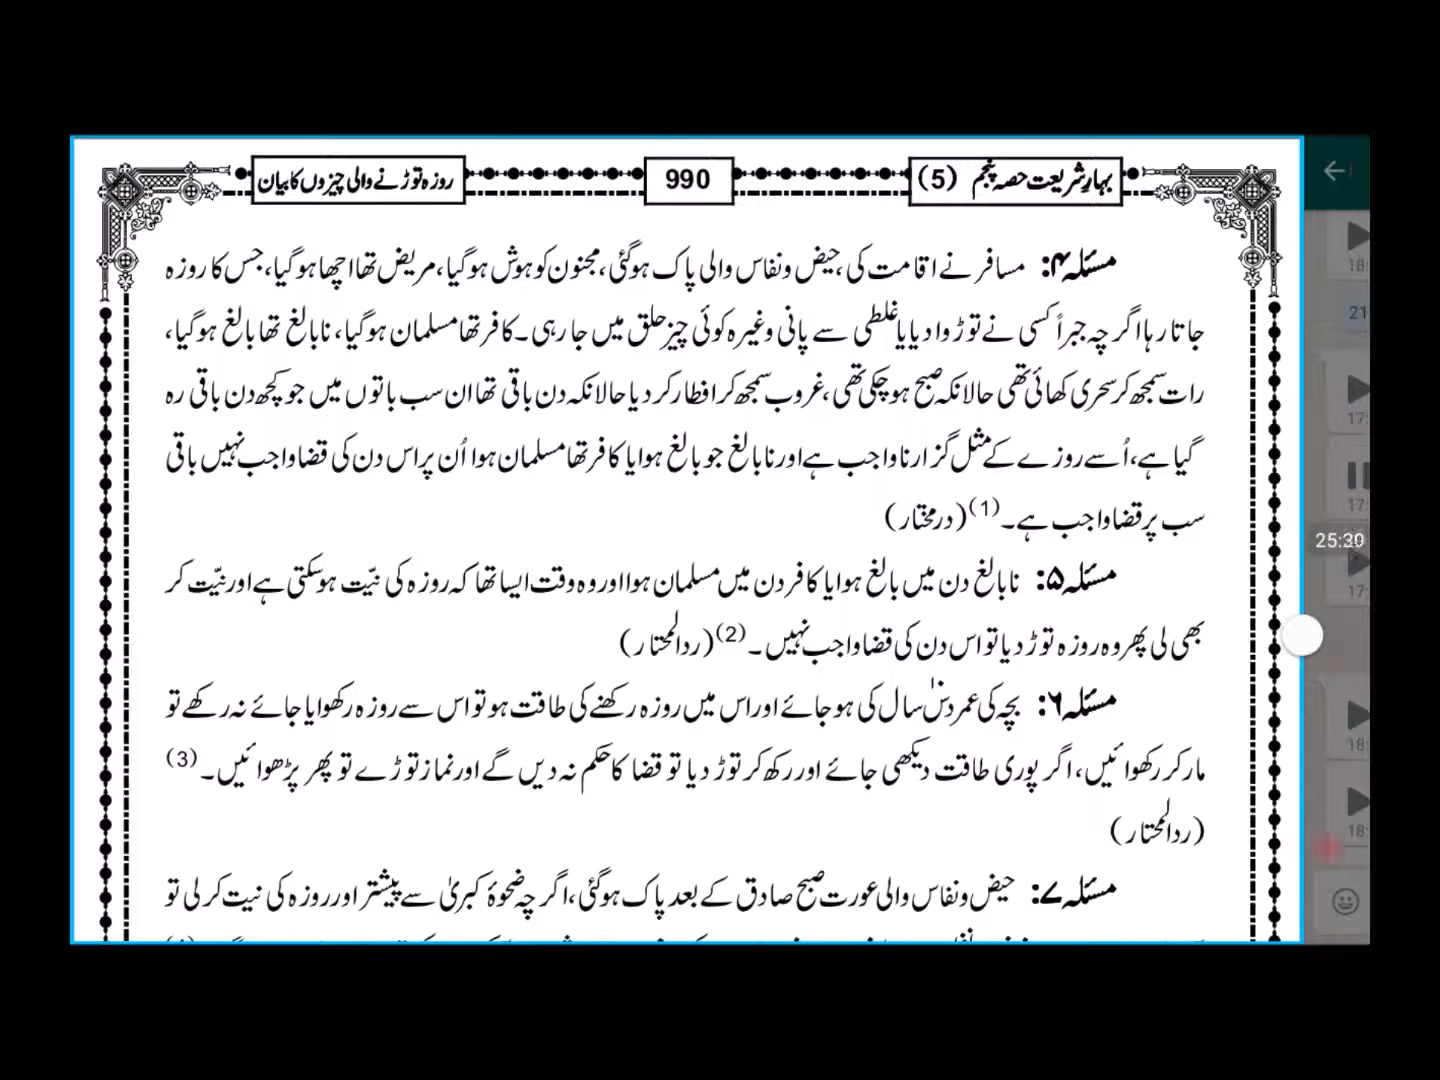 بہارِ شریعت حصہ پنجم (5)
990
روزہ توڑنے والی چیزوں کا بیان
مسئلہ ۴: مسافر نے اقامت کی، حیض و نفاس والی پاک ہوگئی، مجنون کو ہوش ہوگیا، مریض تھا اچھا ہوگیا، جس کا روزہ
جاتا رہا اگرچہ جبراً کسی نے توڑوا دیا یا غلطی سے پانی وغیرہ کوئی چیز حلق میں جا رہی۔ کافر تھا مسلمان ہوگیا، نابالغ تھا بالغ ہوگیا،
رات سمجھ کر سحری کھائی تھی حالانکہ صبح ہوچکی تھی، غروب سمجھ کر افطار کر دیا حالانکہ دن باقی تھا ان سب باتوں میں جو کچھ دن باقی رہ
گیا ہے، اُسے روزے کے مثل گزارنا واجب ہے اور نابالغ جو بالغ ہوا یا کافر تھا مسلمان ہوا اُن پر اس دن کی قضا واجب نہیں باقی
سب پر قضا واجب ہے۔(1) (درمختار)
مسئلہ ۵: نابالغ دن میں بالغ ہوا یا کافر دن میں مسلمان ہوا اور وہ وقت ایسا تھا کہ روزہ کی نیّت ہوسکتی ہے اور نیّت کر
بھی لی پھر وہ روزہ توڑ دیا تو اس دن کی قضا واجب نہیں۔(2) (ردالمحتار)
مسئلہ ۶: بچہ کی عمر دسؔ سال کی ہو جائے اور اس میں روزہ رکھنے کی طاقت ہو تو اس سے روزہ رکھوایا جائے نہ رکھے تو
مار کر رکھوائیں، اگر پوری طاقت دیکھی جائے اور رکھ کر توڑ دیا تو قضا کا حکم نہ دیں گے اور نماز توڑے تو پھر پڑھوائیں۔(3)
(ردالمحتار)
مسئلہ ۷: حیض و نفاس والی عورت صبح صادق کے بعد پاک ہوگئی، اگرچہ ضحوۂ کبریٰ سے پیشتر اور روزہ کی نیت کر لی تو
21
25:39